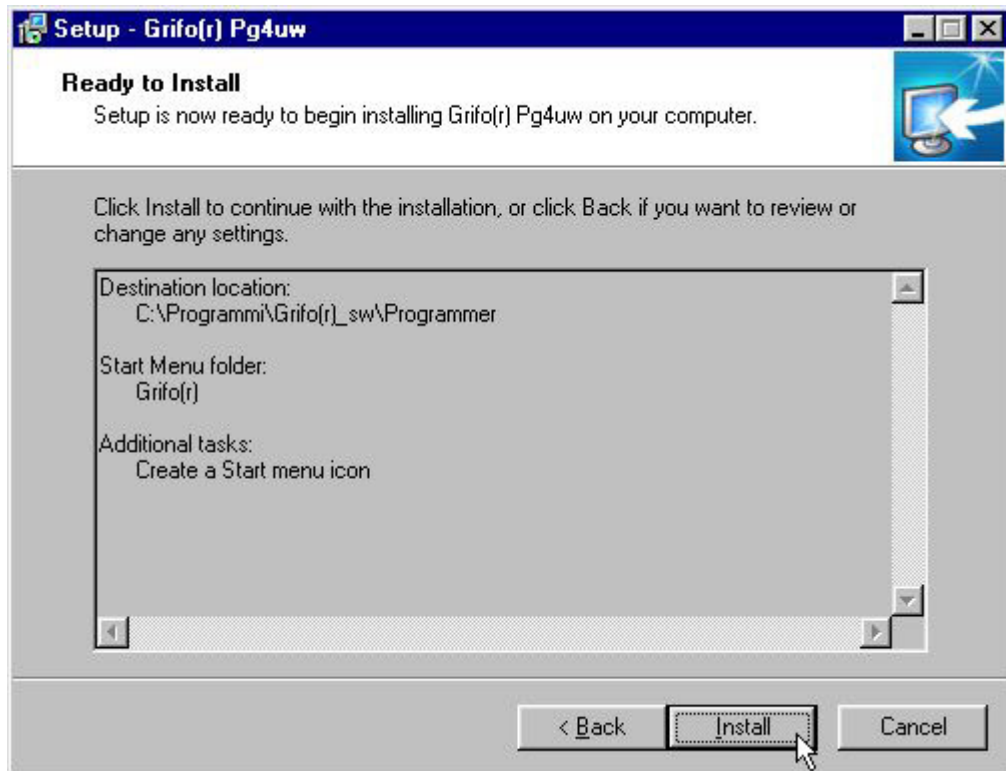 Setup - Grifo(r) Pg4uw
Ready to Install
Setup is now ready to begin installing Grifo(r) Pg4uw on your computer.
Click Install to continue with the installation, or click Back if you want to review or
change any settings.
Destination location:
C:\Programmi\Grifo(r)_sw\Programmer
Start Menu folder:
Grifo(r)
Additional tasks:
Create a Start menu icon
< Back
Install
Cancel